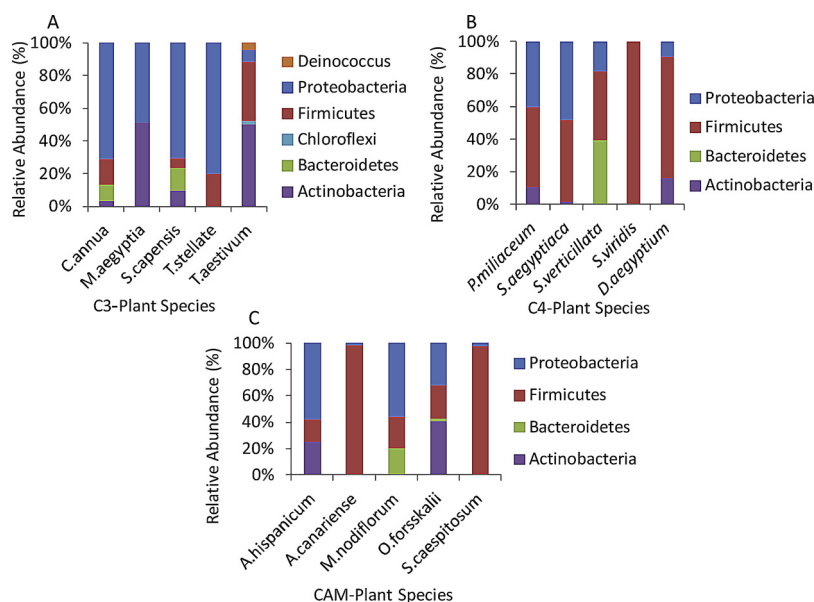 A
Relative Abundance (%)
100%
80%
60%
40%
20%
0%
C.annua
M.aegyptia
S.capensis
T.stellate
T.aestivum
C3-Plant Species
Deinococcus
Proteobacteria
Firmicutes
Chloroflexi
Bacteroidetes
Actinobacteria
B
Relative Abundance (%)
100%
80%
60%
40%
20%
0%
P.miliaceum
S.aegyptiaca
S.verticillata
S.viridis
D.aegyptium
C4-Plant Species
Proteobacteria
Firmicutes
Bacteroidetes
Actinobacteria
C
Relative Abundance (%)
100%
80%
60%
40%
20%
0%
A.hispanicum
A.canariense
M.nodiflorum
O.forsskalii
S.caespitosum
CAM-Plant Species
Proteobacteria
Firmicutes
Bacteroidetes
Actinobacteria